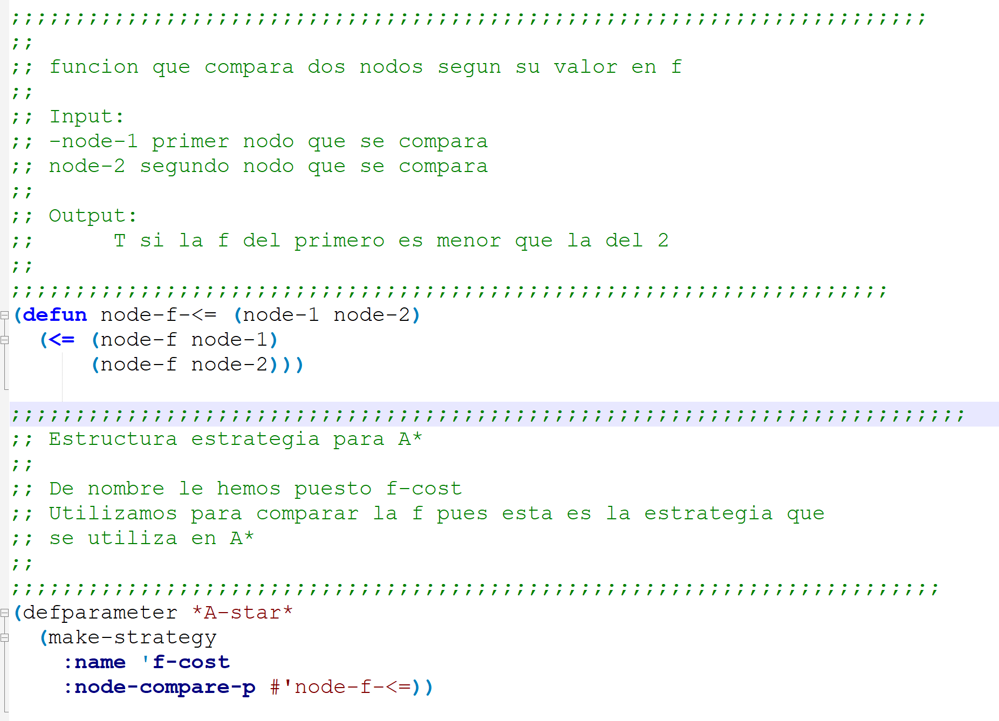 ;;;;;;;;;;;;;;;;;;;;;;;;;;;;;;;;;;;;;;;;;;;;;;;;;;;;;;;;;;;;;;;;;;;;;;;
;;
;; funcion que compara dos nodos segun su valor en f
;;
;; Input:
;; -node-1 primer nodo que se compara
;; node-2 segundo nodo que se compara
;;
;; Output:
;;      T si la f del primero es menor que la del 2
;;
;;;;;;;;;;;;;;;;;;;;;;;;;;;;;;;;;;;;;;;;;;;;;;;;;;;;;;;;;;;;;;;;;;;;
(defun node-f-<= (node-1 node-2)
  (<= (node-f node-1)
      (node-f node-2)))
;;;;;;;;;;;;;;;;;;;;;;;;;;;;;;;;;;;;;;;;;;;;;;;;;;;;;;;;;;;;;;;;;;;;;;;;;;
;; Estructura estrategia para A*
;;
;; De nombre le hemos puesto f-cost
;; Utilizamos para comparar la f pues esta es la estrategia que
;; se utiliza en A*
;;
;;;;;;;;;;;;;;;;;;;;;;;;;;;;;;;;;;;;;;;;;;;;;;;;;;;;;;;;;;;;;;;;;;;;;;;;
(defparameter *A-star*
  (make-strategy
    :name 'f-cost
    :node-compare-p #'node-f-<=))